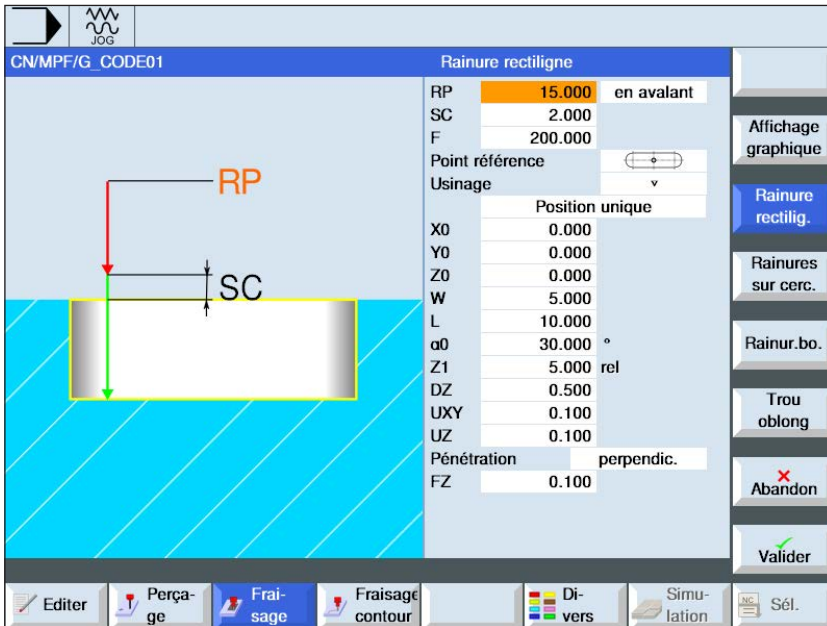 JOG
CN/MPF/G_CODE01
Rainure rectiligne
RP
SC
RP 15.000 en avalant
SC 2.000
F 200.000
Point référence
Usinage ▿
Position unique
X0 0.000
Y0 0.000
Z0 0.000
W 5.000
L 10.000
α0 30.000 °
Z1 5.000 rel
DZ 0.500
UXY 0.100
UZ 0.100
Pénétration perpendic.
FZ 0.100
Affichage
graphique
Rainure
rectilig.
Rainures
sur cerc.
Rainur.bo.
Trou
oblong
Abandon
Valider
Editer
Perça-
ge
Frai-
sage
Fraisage
contour
Di-
vers
Simu-
lation
NC
Sél.